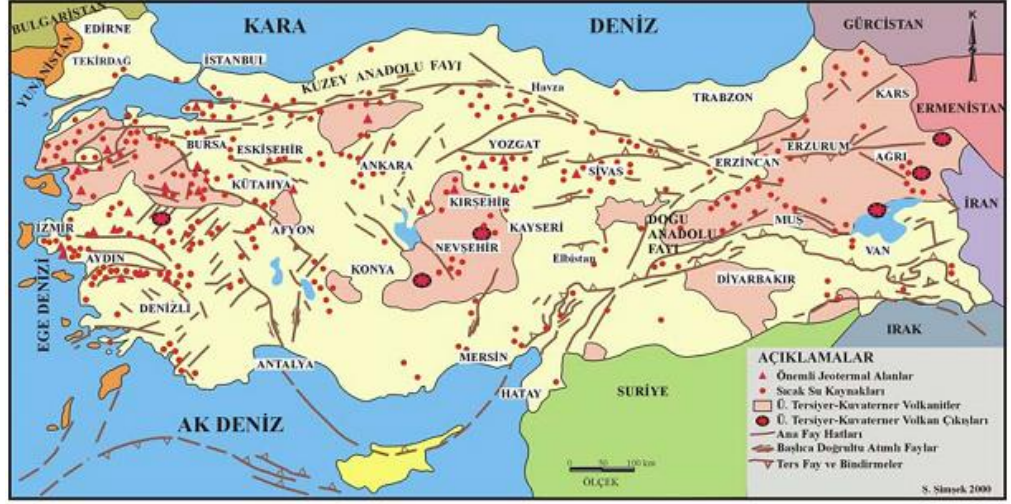 BULGARİSTAN
KARA
DENİZ
GÜRCİSTAN
K
EDİRNE
YUNANİSTAN
TEKİRDAĞ
İSTANBUL
KUZEY ANADOLU FAYI
Havza
TRABZON
KARS
ERMENİSTAN
BURSA
ESKİŞEHİR
ANKARA
YOZGAT
SİVAS
ERZİNCAN
ERZURUM
AĞRI
KÜTAHYA
KIRŞEHİR
İRAN
İZMİR
AFYON
KAYSERİ
DOĞU
ANADOLU
FAYI
MUŞ
NEVŞEHİR
VAN
AYDIN
KONYA
Elbistan
EGE DENİZİ
DENİZLİ
DİYARBAKIR
IRAK
ANTALYA
MERSİN
HATAY
SURİYE
AK DENİZ
AÇIKLAMALAR
Önemli Jeotermal Alanlar
Sıcak Su Kaynakları
Ü. Tersiyer-Kuvaterner Volkanitler
Ü. Tersiyer-Kuvaterner Volkan Çıkışları
Ana Fay Hatları
Başlıca Doğrultu Atımlı Faylar
Ters Fay ve Bindirmeler
0 50 100 km
ÖLÇEK
S. Şimşek 2000